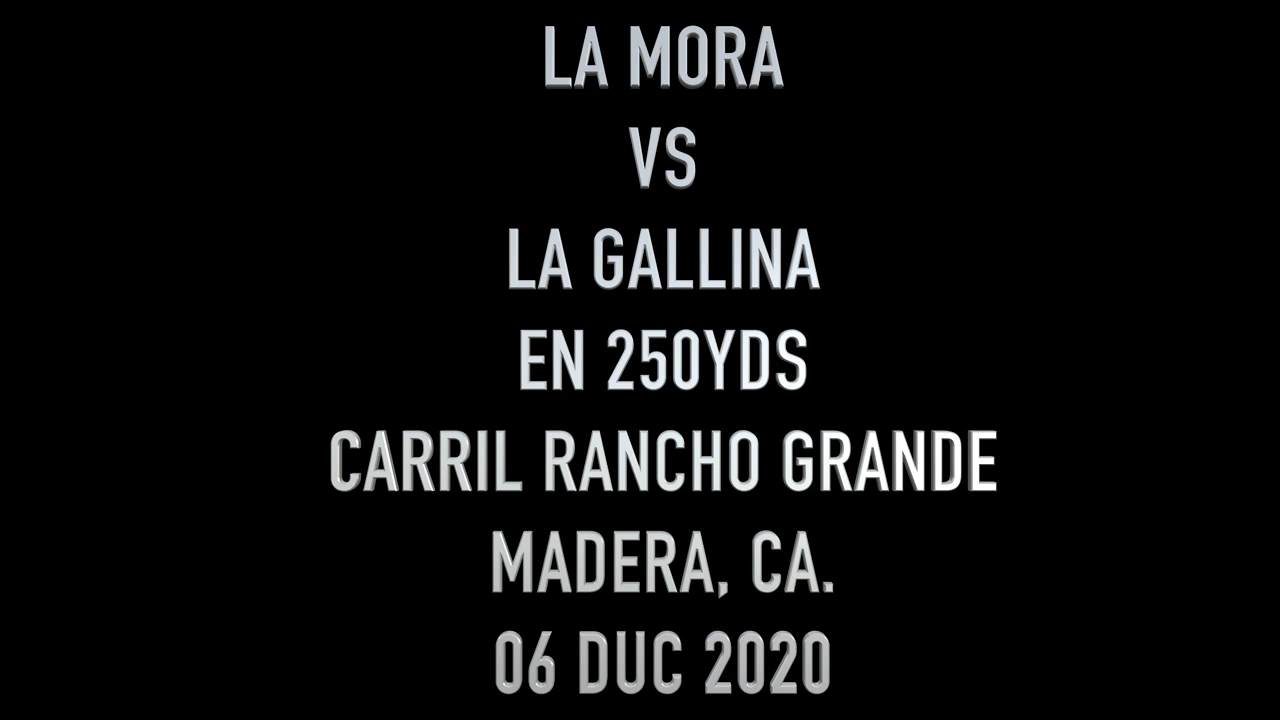 LA MORA
VS
LA GALLINA
EN 250YDS
CARRIL RANCHO GRANDE
MADERA, CA.
06 DUC 2020